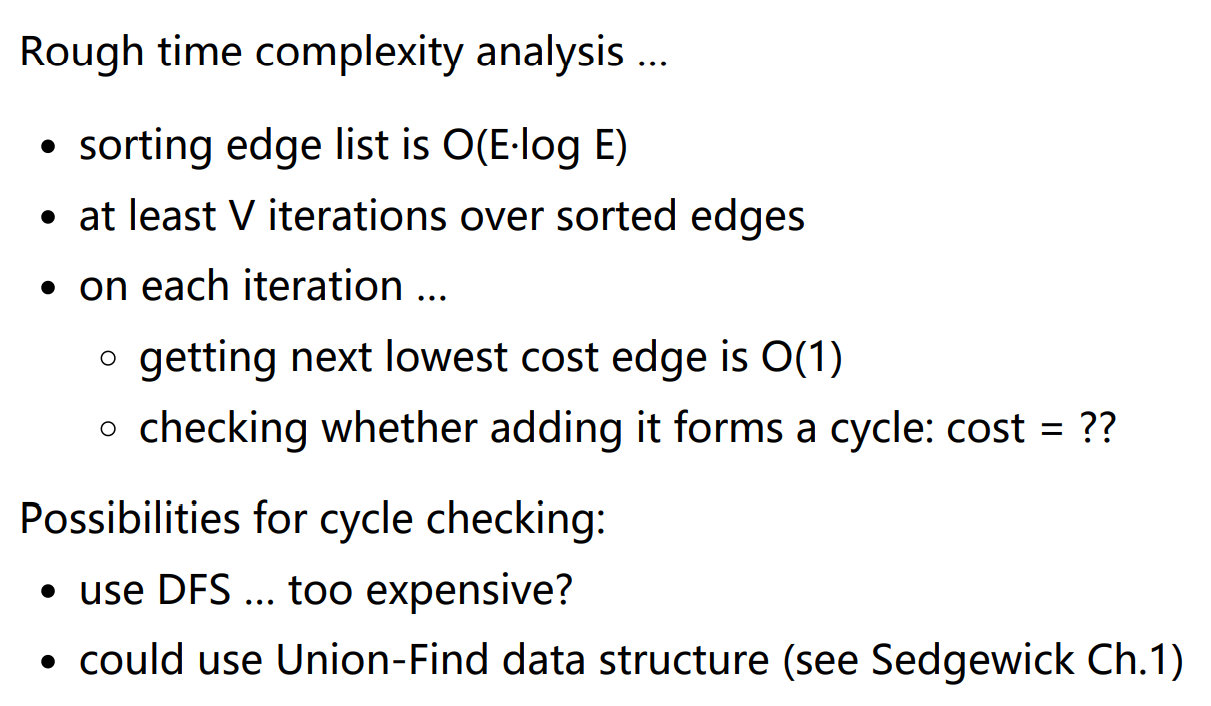 Rough time complexity analysis ...
• sorting edge list is O(E·log E)
• at least V iterations over sorted edges
• on each iteration ...
○ getting next lowest cost edge is O(1)
○ checking whether adding it forms a cycle: cost = ??
Possibilities for cycle checking:
• use DFS ... too expensive?
• could use Union-Find data structure (see Sedgewick Ch.1)